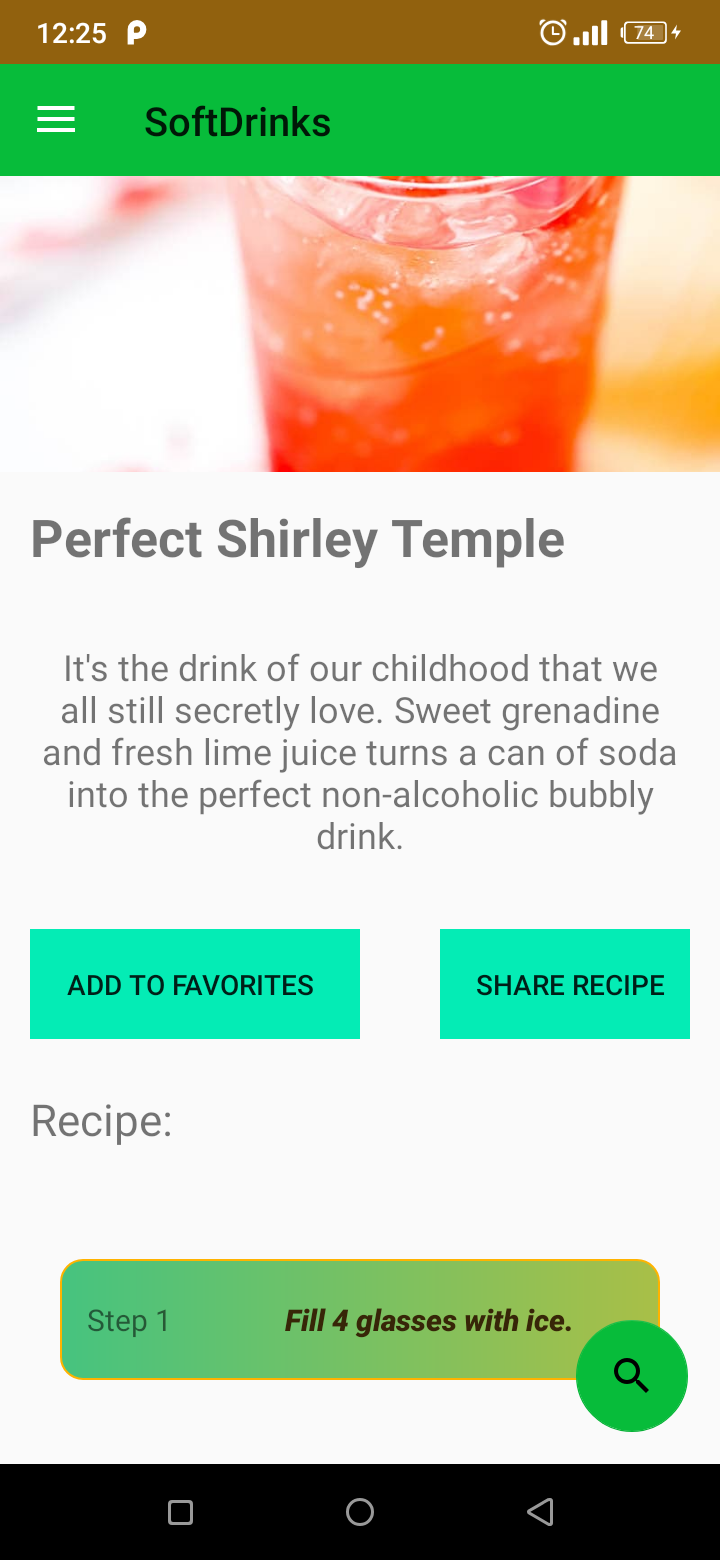 12:25
74
SoftDrinks
Perfect Shirley Temple
It's the drink of our childhood that we
all still secretly love. Sweet grenadine
and fresh lime juice turns a can of soda
into the perfect non-alcoholic bubbly
drink.
ADD TO FAVORITES
SHARE RECIPE
Recipe:
Step 1
Fill 4 glasses with ice.